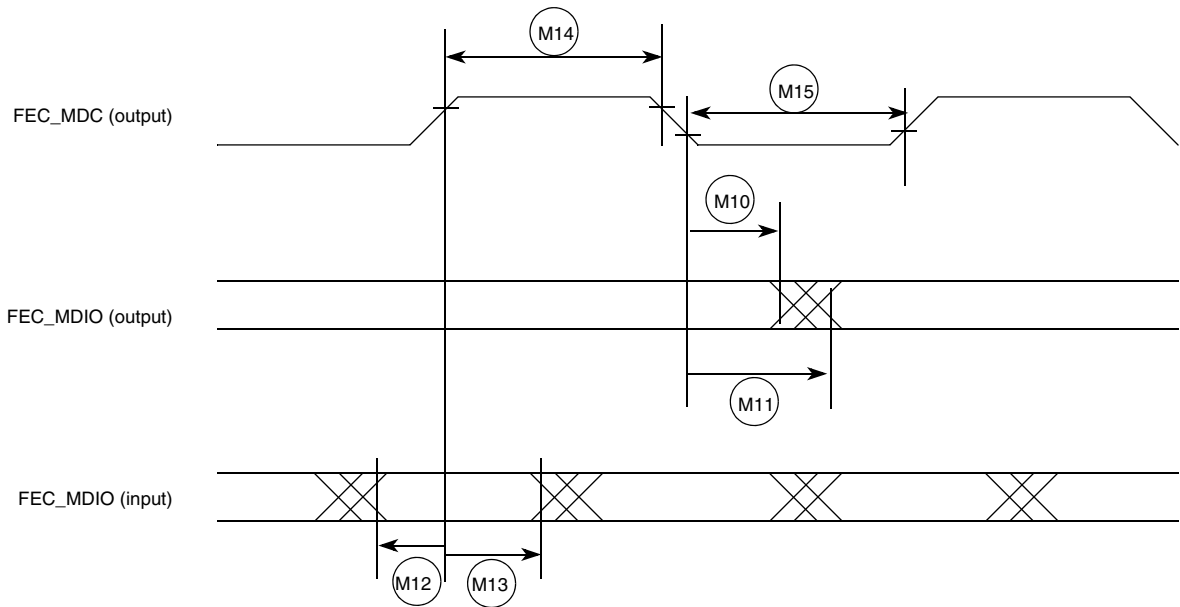 M14
M15
FEC_MDC (output)
M10
FEC_MDIO (output)
M11
FEC_MDIO (input)
M12
M13